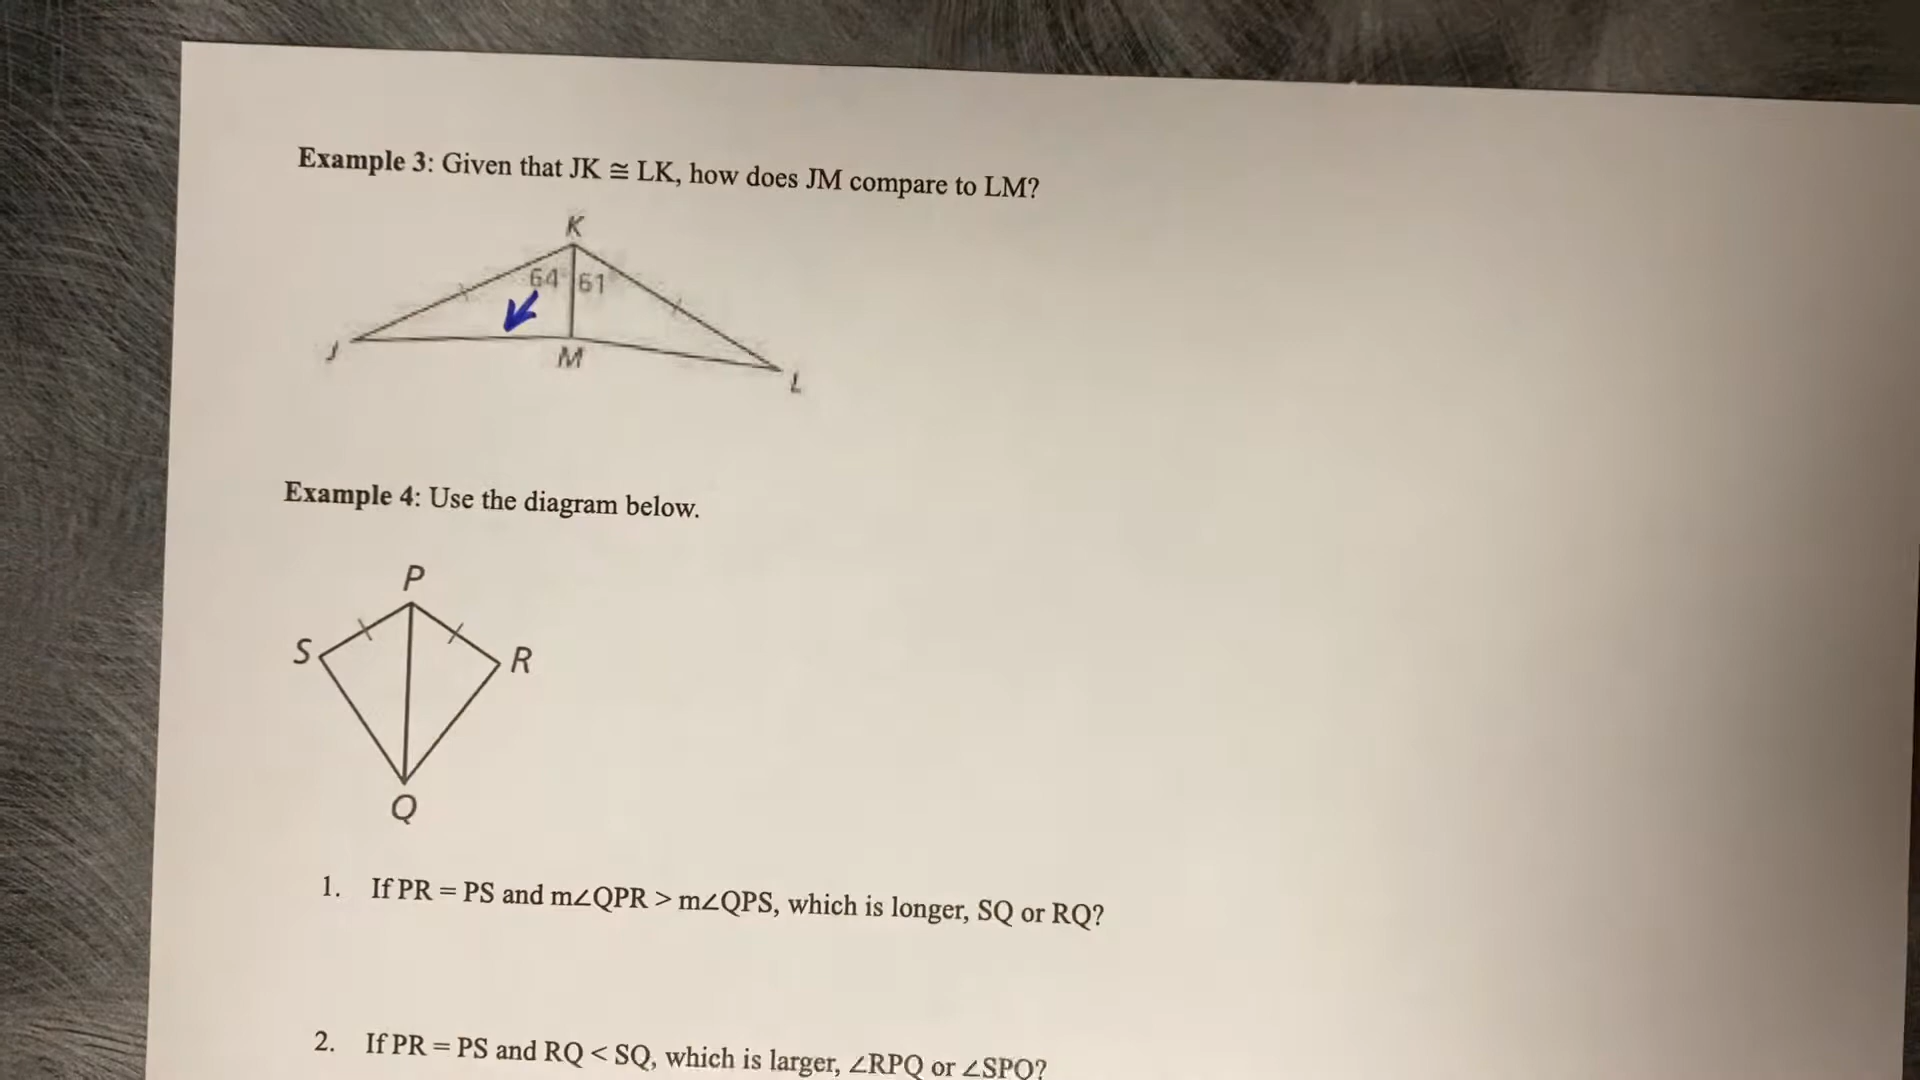 Example 3: Given that JK ≅ LK, how does JM compare to LM?
K
64 61
J
M
L
Example 4: Use the diagram below.
P
S
R
Q
1. If PR = PS and m∠QPR > m∠QPS, which is longer, SQ or RQ?
2. If PR = PS and RQ < SQ, which is larger, ∠RPQ or ∠SPQ?